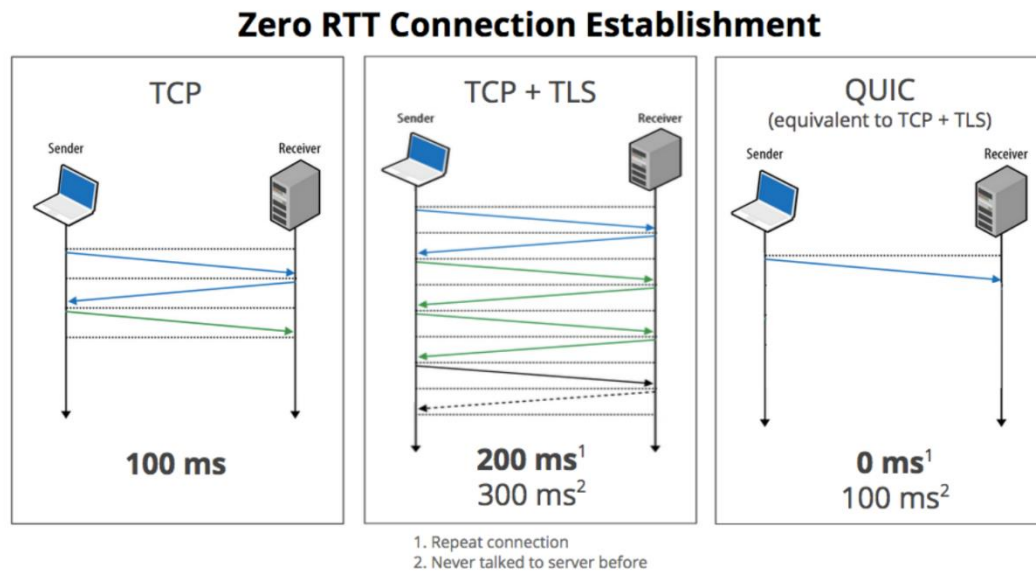 Zero RTT Connection Establishment
TCP
Sender
Receiver
100 ms
TCP + TLS
Sender
Receiver
200 ms¹
300 ms²
QUIC
(equivalent to TCP + TLS)
Sender
Receiver
0 ms¹
100 ms²
1. Repeat connection
2. Never talked to server before